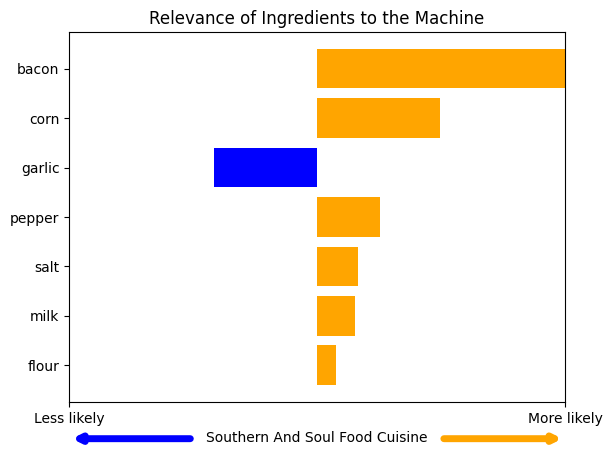 Relevance of Ingredients to the Machine
bacon
corn
garlic
pepper
salt
milk
flour
Less likely More likely
Southern And Soul Food Cuisine